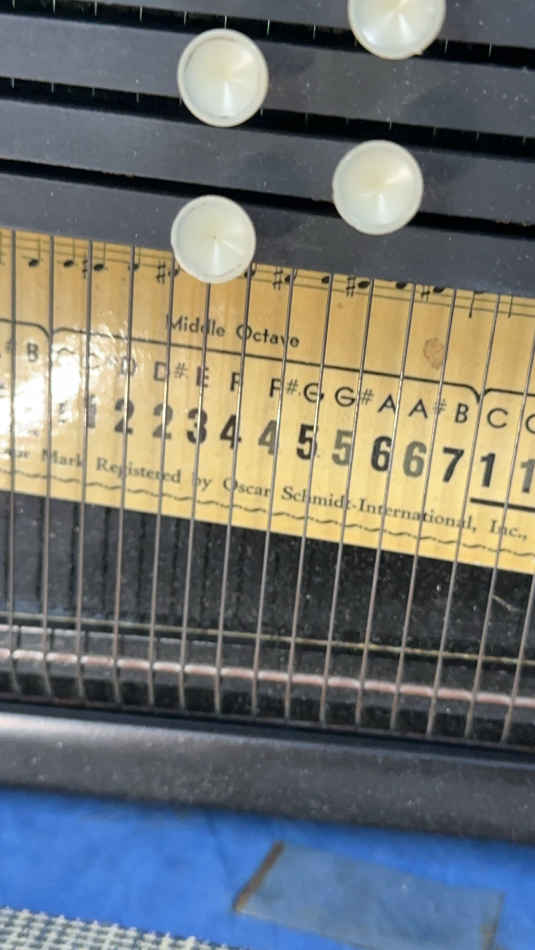 Middle Octave
B C C# D D# E F F# G G# A A# B C
1 2 2 3 4 4 5 5 6 6 7 1 1
Mark Registered by Oscar Schmidt-International, Inc.,